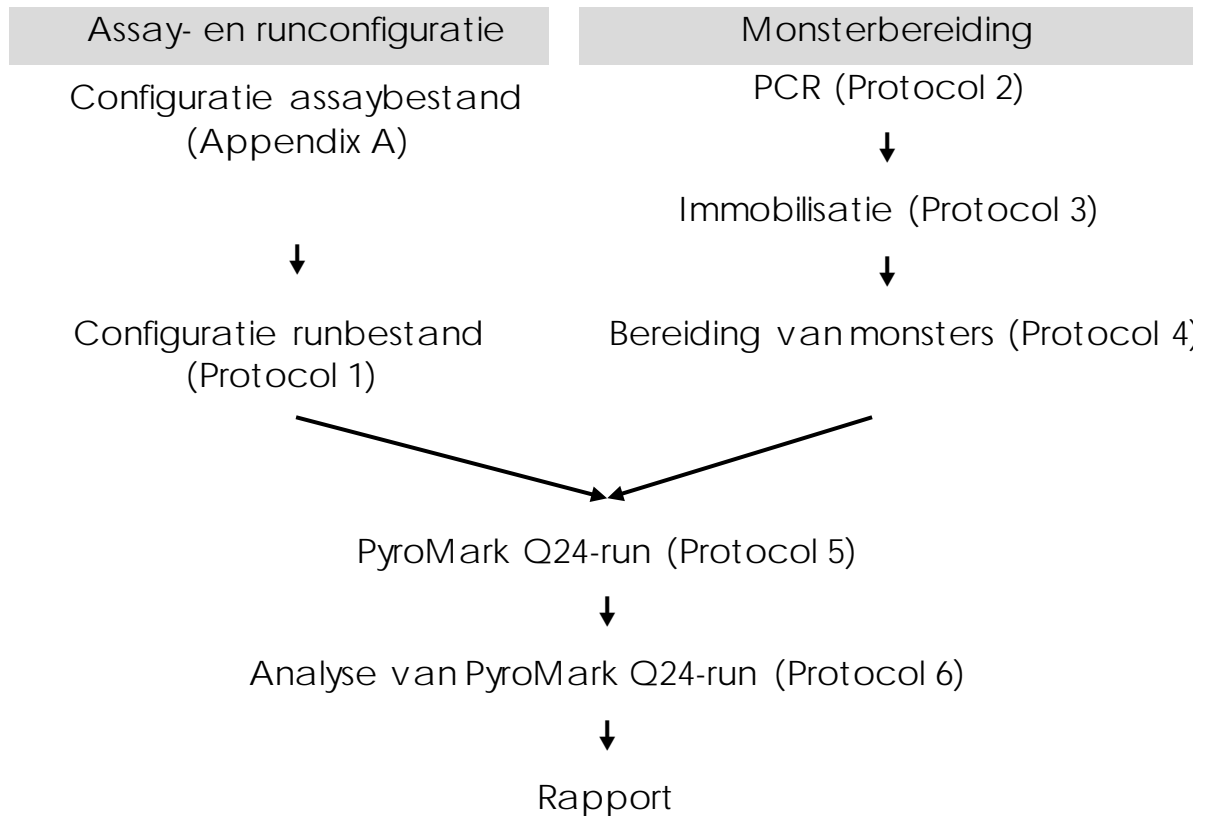 Assay- en runconfiguratie
Configuratie assaybestand
(Appendix A)
Configuratie runbestand
(Protocol 1)
Monsterbereiding
PCR (Protocol 2)
Immobilisatie (Protocol 3)
Bereiding van monsters (Protocol 4)
PyroMark Q24-run (Protocol 5)
Analyse van PyroMark Q24-run (Protocol 6)
Rapport